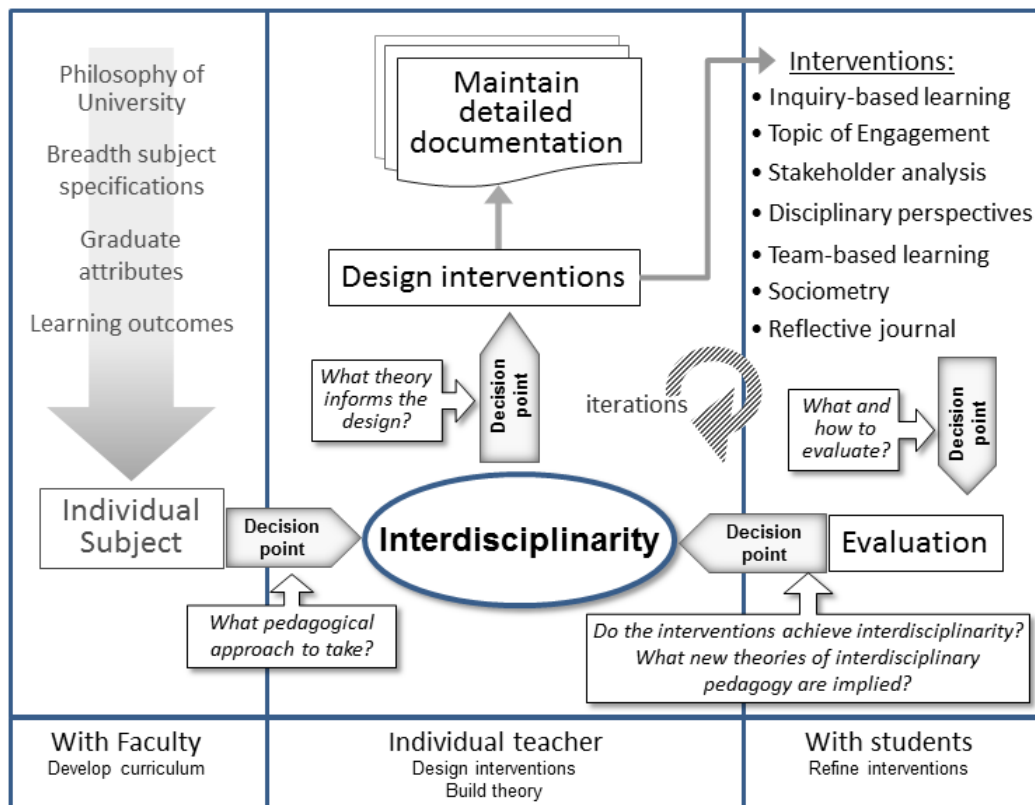 Philosophy of
University
Breadth subject
specifications
Graduate
attributes
Learning outcomes
Individual
Subject
Decision
point
What pedagogical
approach to take?
With Faculty
Develop curriculum
Maintain
detailed
documentation
Design interventions
What theory
informs the
design?
Decision
point
iterations
Interdisciplinarity
Individual teacher
Design interventions
Build theory
Interventions:
• Inquiry-based learning
• Topic of Engagement
• Stakeholder analysis
• Disciplinary perspectives
• Team-based learning
• Sociometry
• Reflective journal
What and
how to
evaluate?
Decision
point
Decision
point
Evaluation
Do the interventions achieve interdisciplinarity?
What new theories of interdisciplinary
pedagogy are implied?
With students
Refine interventions